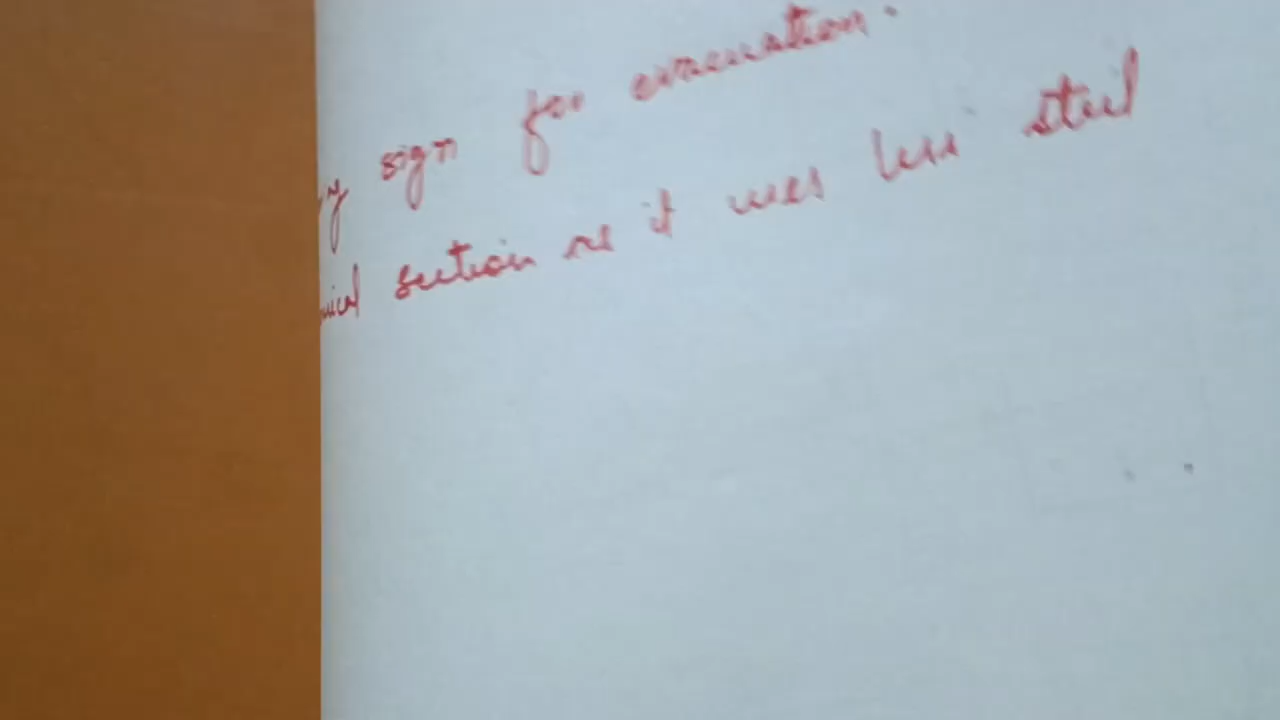 sign for evacuation.
section as it was less steel